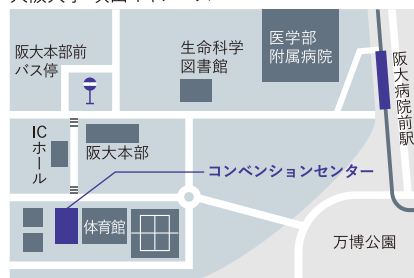 阪大本部前
バス停
生命科学
図書館
医学部
附属病院
阪大病院前駅
ICホール
阪大本部
コンベンションセンター
体育館
万博公園